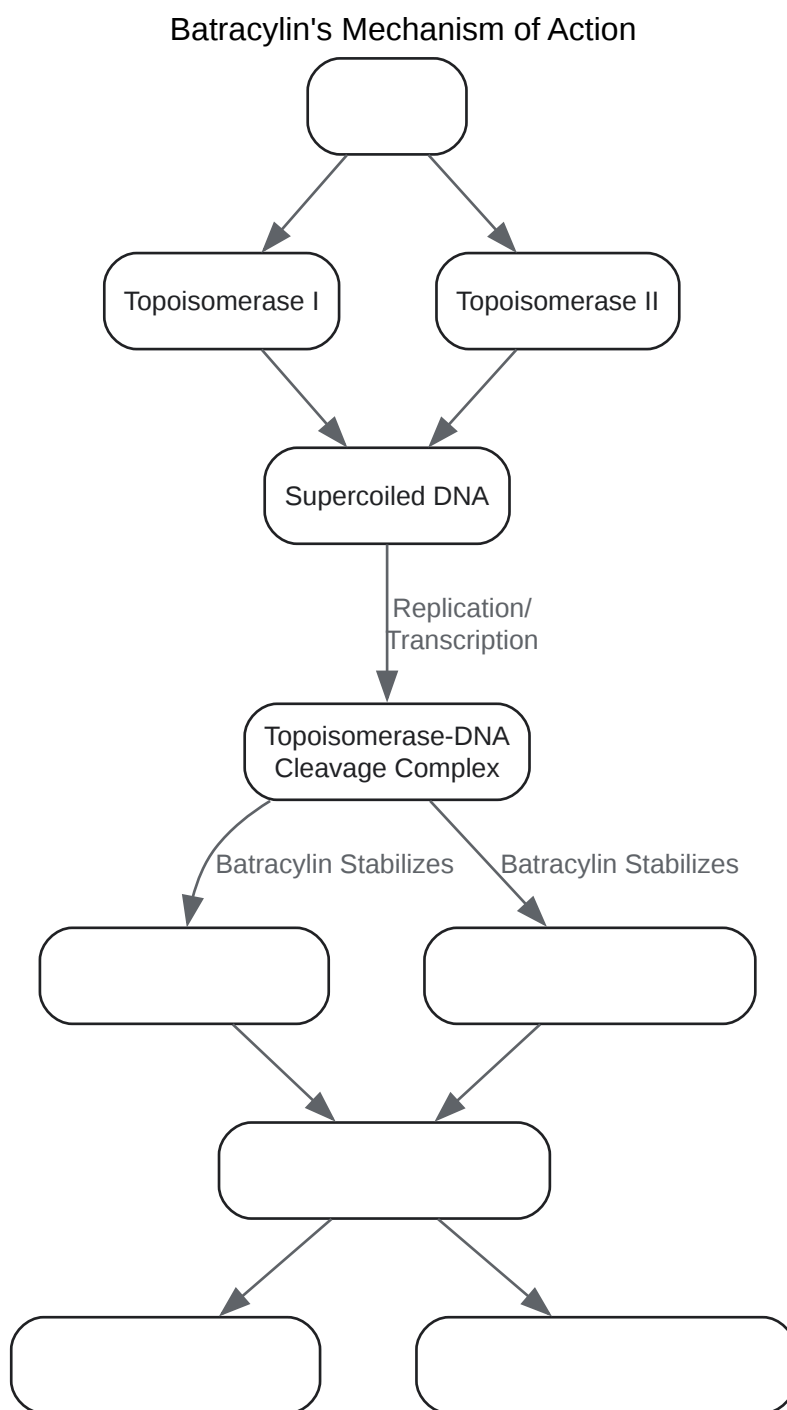 Batracylin's Mechanism of Action
Topoisomerase I
Topoisomerase II
Supercoiled DNA
Replication/
Transcription
Topoisomerase-DNA
Cleavage Complex
Batracylin Stabilizes
Batracylin Stabilizes